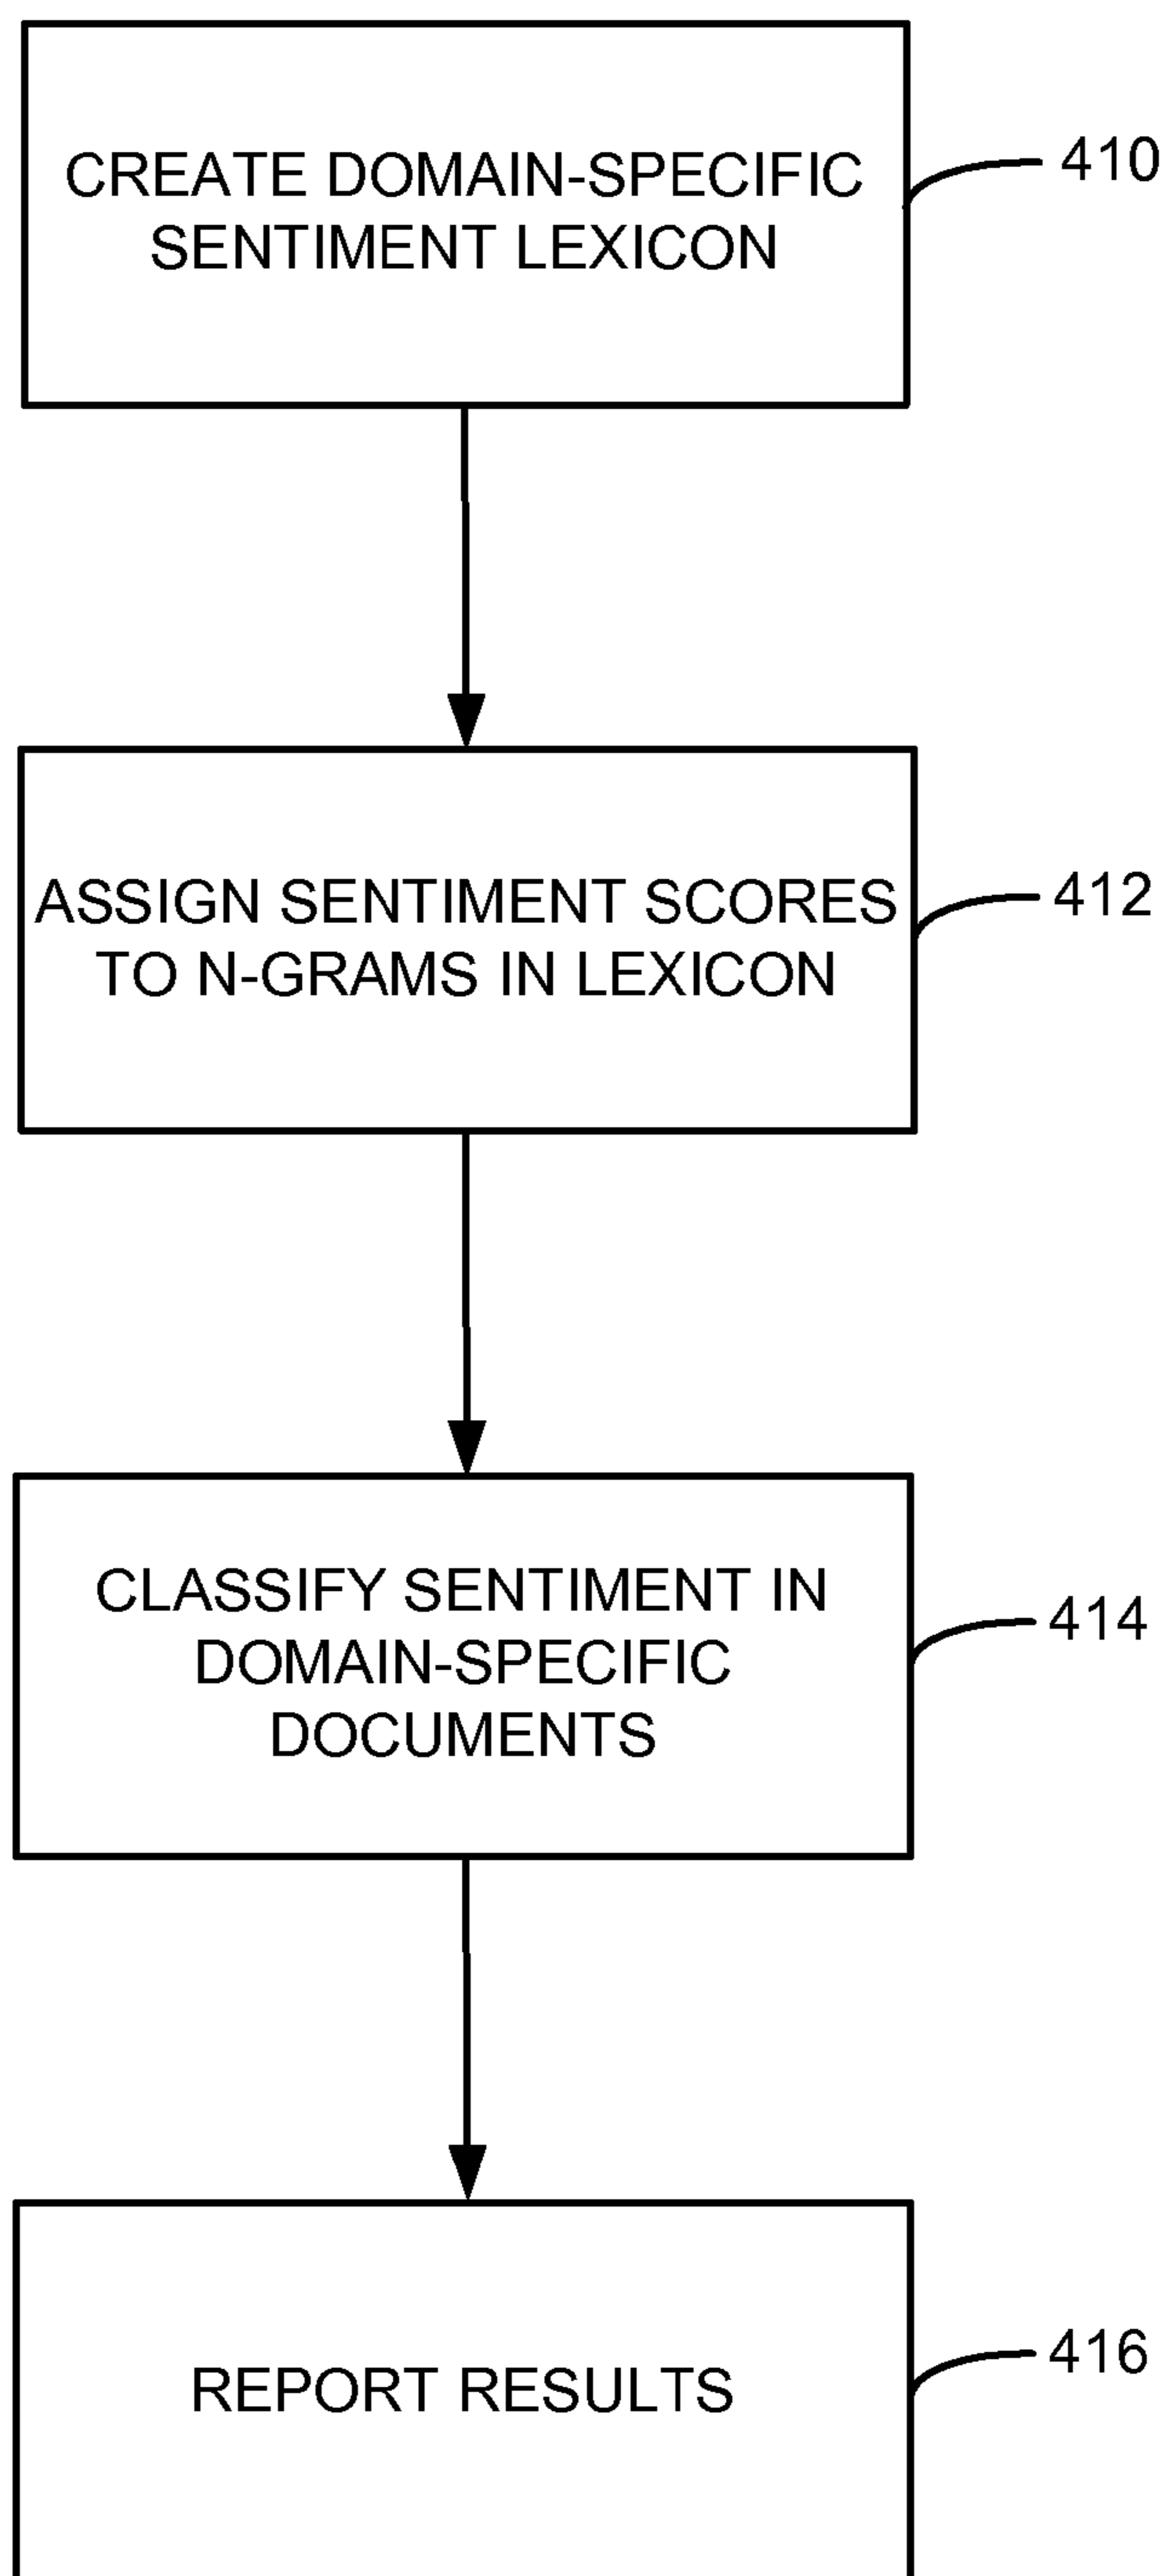 CREATE DOMAIN-SPECIFIC
SENTIMENT LEXICON
410
ASSIGN SENTIMENT SCORES
TO N-GRAMS IN LEXICON
412
CLASSIFY SENTIMENT IN
DOMAIN-SPECIFIC
DOCUMENTS
414
REPORT RESULTS
416